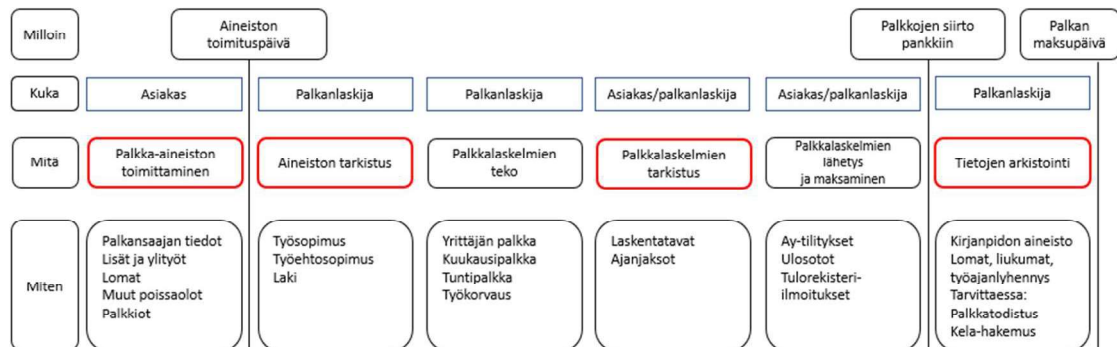 Milloin
Aineiston
toimituspäivä
Palkkojen siirto
pankkiin
Palkan
maksupäivä
Kuka
Asiakas
Palkanlaskija
Palkanlaskija
Asiakas/palkanlaskija
Asiakas/palkanlaskija
Palkanlaskija
Mitä
Palkka-aineiston
toimittaminen
Aineiston tarkistus
Palkkalaskelmien
teko
Palkkalaskelmien
tarkistus
Palkkalaskelmien
lähetys
ja maksaminen
Tietojen arkistointi
Miten
Palkansaajan tiedot
Lisät ja ylityöt
Lomat
Muut poissaolot
Palkkiot
Työsopimus
Työehtosopimus
Laki
Yrittäjän palkka
Kuukausipalkka
Tuntipalkka
Työkorvaus
Laskentatavat
Ajanjaksot
Ay-tilitykset
Ulosotot
Tulorekisteri-
ilmoitukset
Kirjanpidon aineisto
Lomat, liukumat,
työajanlyhennys
Tarvittaessa:
Palkkatodistus
Kela-hakemus